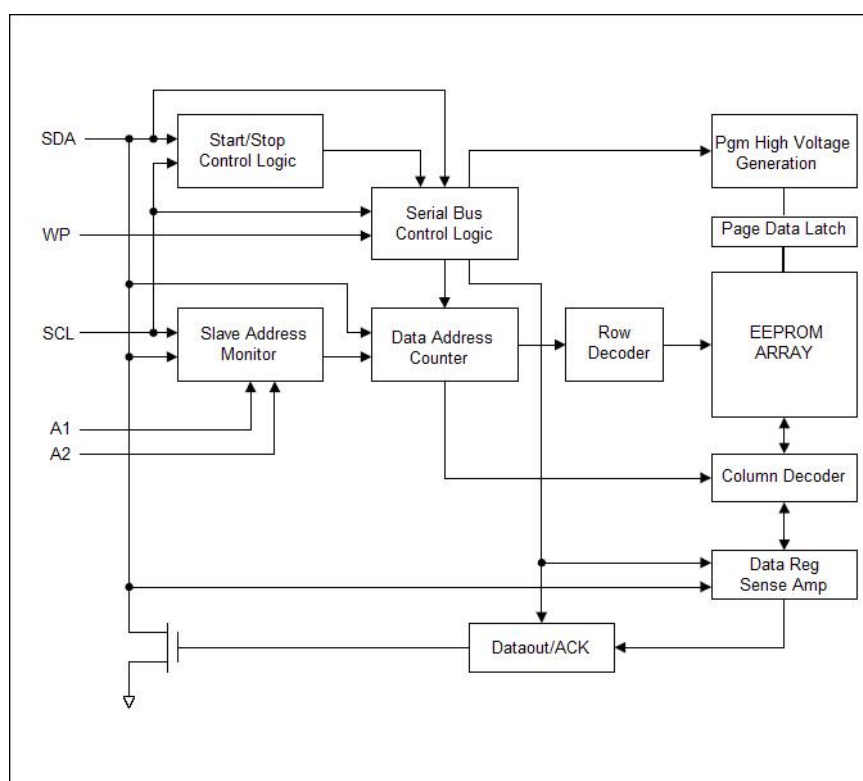 SDA
Start/Stop
Control Logic
Pgm High Voltage
Generation
WP
Serial Bus
Control Logic
Page Data Latch
SCL
Slave Address
Monitor
Data Address
Counter
Row
Decoder
EEPROM
ARRAY
A1
A2
Column Decoder
Data Reg
Sense Amp
Dataout/ACK